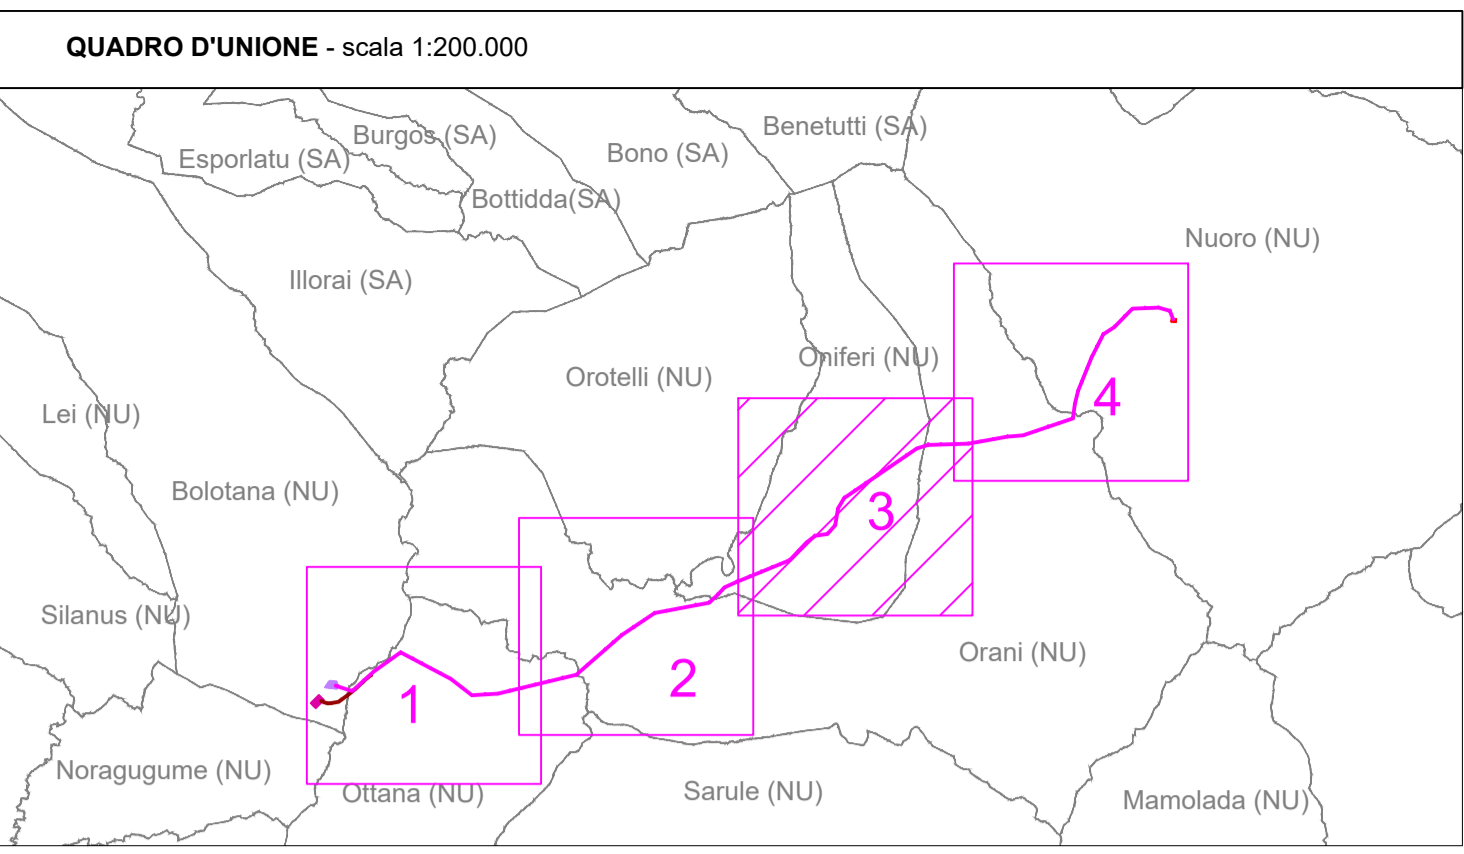 QUADRO D'UNIONE - scala 1:200.000
Benetutti (SA)
Burgos (SA)
Bono (SA)
Esporlatu (SA)
Bottidda(SA)
Nuoro (NU)
Illorai (SA)
Oniferi (NU)
Orotelli (NU)
4
Lei (NU)
Bolotana (NU)
3
Silanus (NU)
Orani (NU)
2
1
Noragugume (NU)
Ottana (NU)
Sarule (NU)
Mamolada (NU)